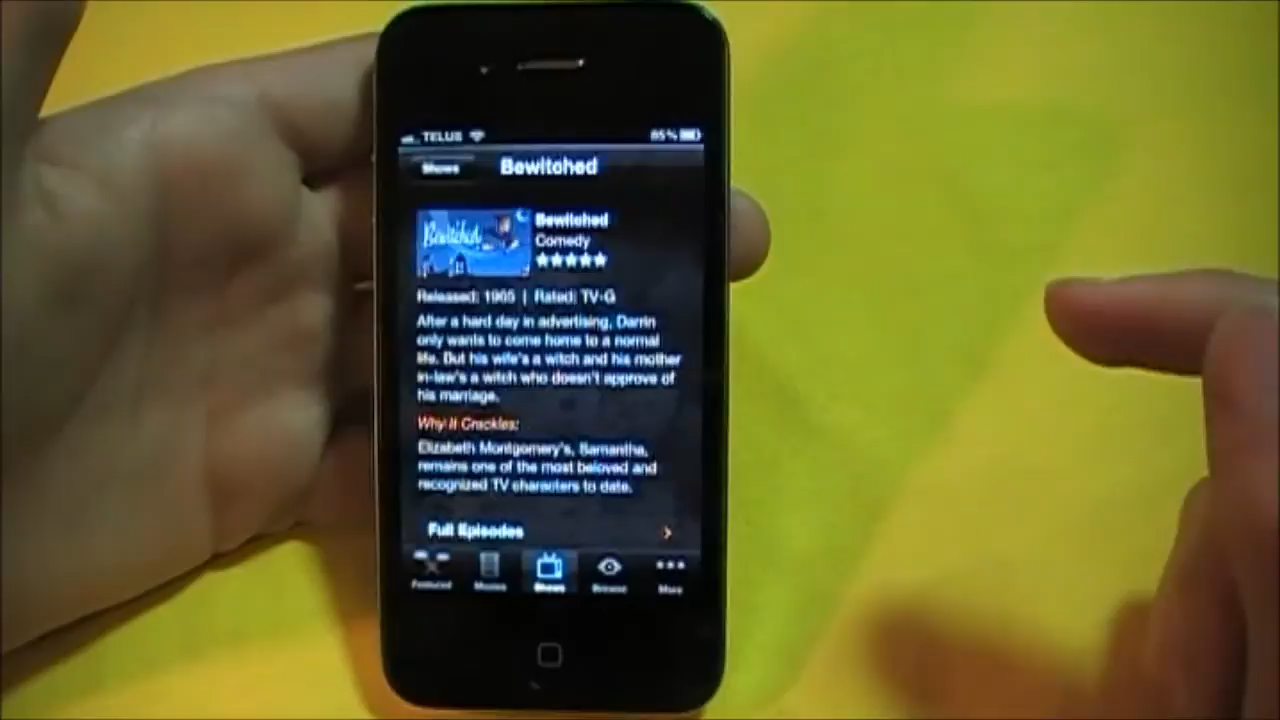 TELUS 85%
Shows Bewitched
Bewitched
Bewitched
Comedy
Released: 1965 | Rated: TV-G
After a hard day in advertising, Darrin
only wants to come home to a normal
life. But his wife's a witch and his mother
in-law's a witch who doesn't approve of
his marriage.
Why It Crackles:
Elizabeth Montgomery's, Samantha,
remains one of the most beloved and
recognized TV characters to date.
Full Episodes
Featured Movies Shows Browse More